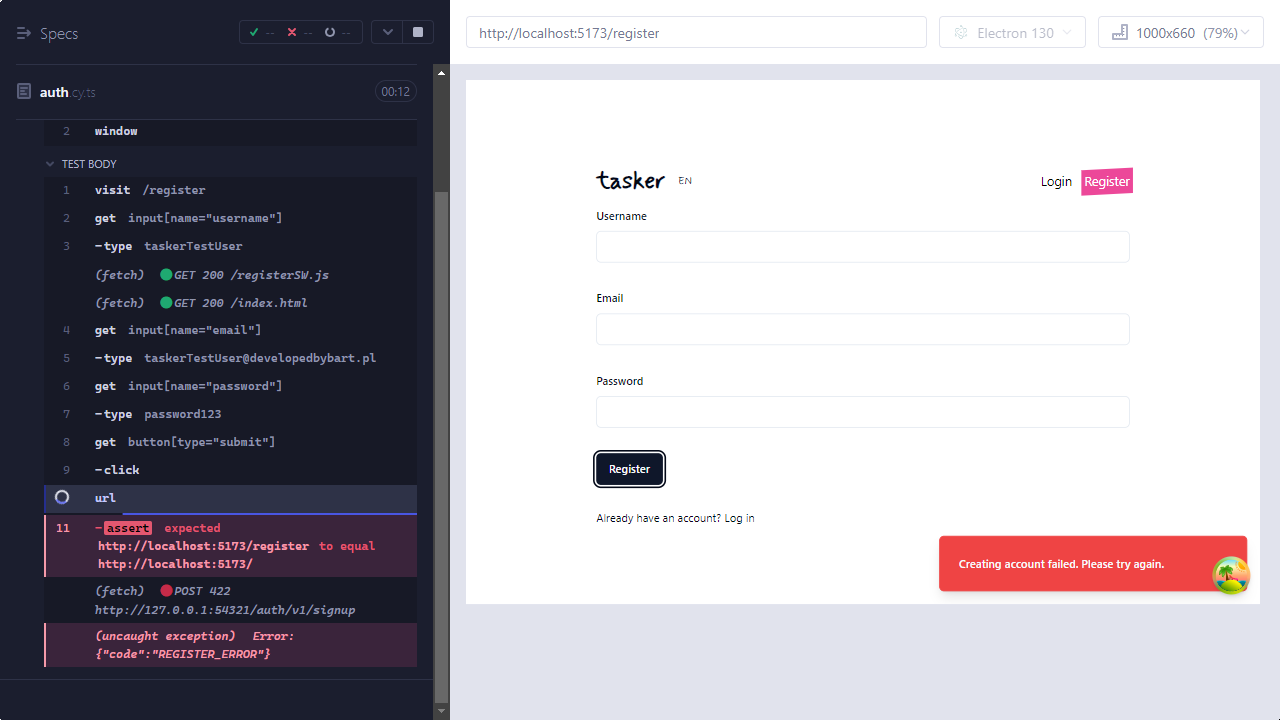 Specs
--
--
--
auth.cy.ts
00:12
2 window
TEST BODY
1 visit /register
2 get input[name="username"]
3 -type taskerTestUser
(fetch) GET 200 /registerSW.js
(fetch) GET 200 /index.html
4 get input[name="email"]
5 -type taskerTestUser@developedbybart.pl
6 get input[name="password"]
7 -type password123
8 get button[type="submit"]
9 -click
url
11 -assert expected
http://localhost:5173/register to equal
http://localhost:5173/
(fetch) POST 422
http://127.0.0.1:54321/auth/v1/signup
(uncaught exception) Error:
{"code":"REGISTER_ERROR"}
http://localhost:5173/register
Electron 130
1000x660 (79%)
tasker EN
Login Register
Username
Email
Password
Register
Already have an account? Log in
Creating account failed. Please try again.